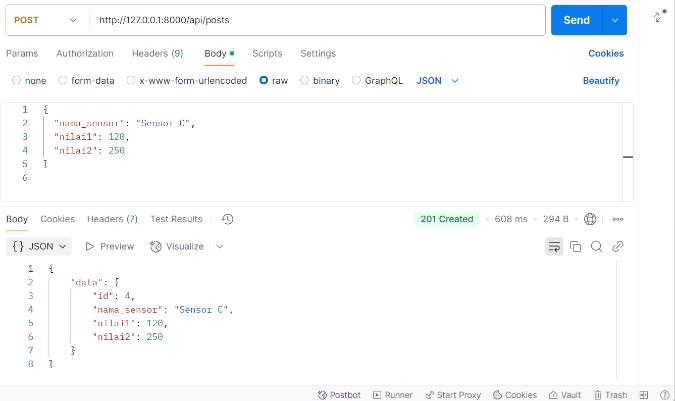 POST http://127.0.0.1:8000/api/posts Send
Params Authorization Headers (9) Body Scripts Settings Cookies
none form-data x-www-form-urlencoded raw binary GraphQL JSON Beautify
1 {
2 "nama_sensor": "Sensor C",
3 "nilai1": 120,
4 "nilai2": 250
5 }
6
Body Cookies Headers (7) Test Results 201 Created 608 ms 294 B
{} JSON Preview Visualize
1 {
2 "data": {
3 "id": 4,
4 "nama_sensor": "Sensor C",
5 "nilai1": 120,
6 "nilai2": 250
7 }
8 }
Postbot Runner Start Proxy Cookies Vault Trash